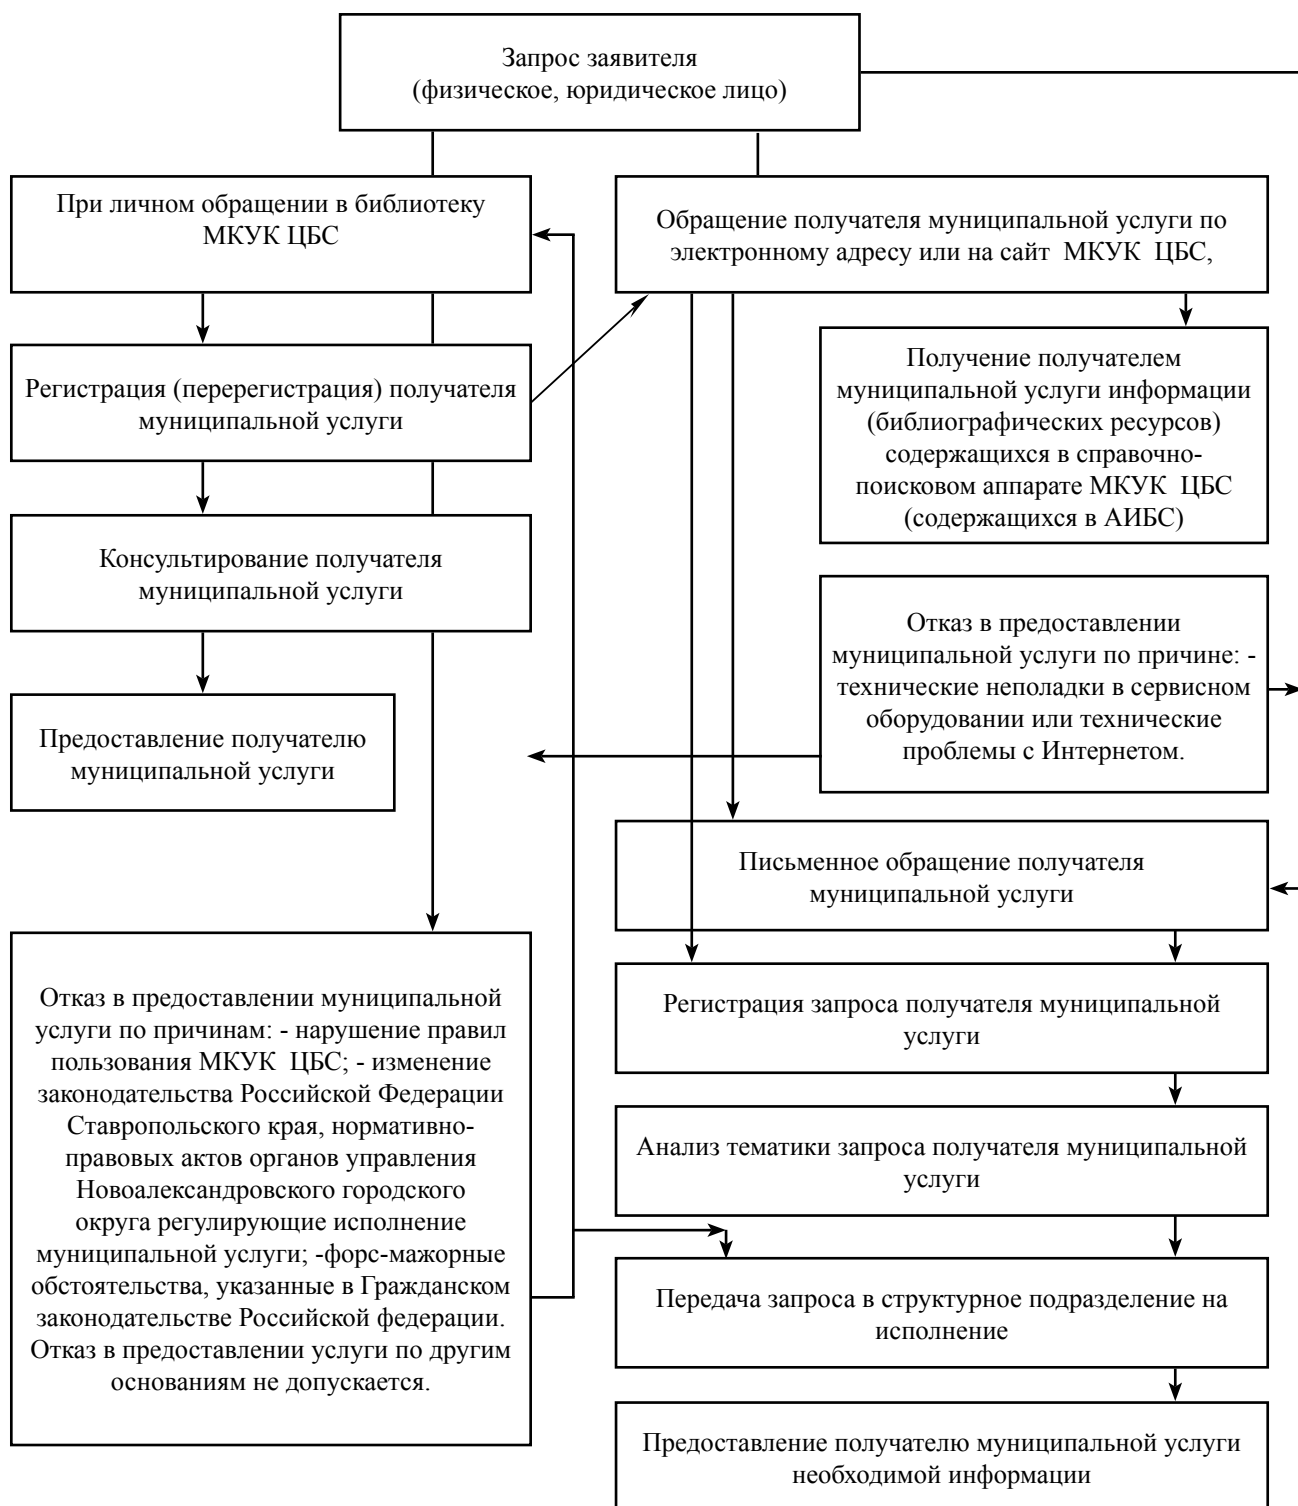 Запрос заявителя
(физическое, юридическое лицо)
При личном обращении в библиотеку
МКУК ЦБС
Обращение получателя муниципальной услуги по
электронному адресу или на сайт МКУК ЦБС,
Регистрация (перерегистрация) получателя
муниципальной услуги
Получение получателем
муниципальной услуги информации
(библиографических ресурсов)
содержащихся в справочно-
поисковом аппарате МКУК ЦБС
(содержащихся в АИБС)
Консультирование получателя
муниципальной услуги
Отказ в предоставлении
муниципальной услуги по причине: -
технические неполадки в сервисном
оборудовании или технические
проблемы с Интернетом.
Предоставление получателю
муниципальной услуги
Письменное обращение получателя
муниципальной услуги
Отказ в предоставлении муниципальной
услуги по причинам: - нарушение правил
пользования МКУК ЦБС; - изменение
законодательства Российской Федерации
Ставропольского края, нормативно-
правовых актов органов управления
Новоалександровского городского
округа регулирующие исполнение
муниципальной услуги; -форс-мажорные
обстоятельства, указанные в Гражданском
законодательстве Российской федерации.
Отказ в предоставлении услуги по другим
основаниям не допускается.
Регистрация запроса получателя муниципальной
услуги
Анализ тематики запроса получателя муниципальной
услуги
Передача запроса в структурное подразделение на
исполнение
Предоставление получателю муниципальной услуги
необходимой информации